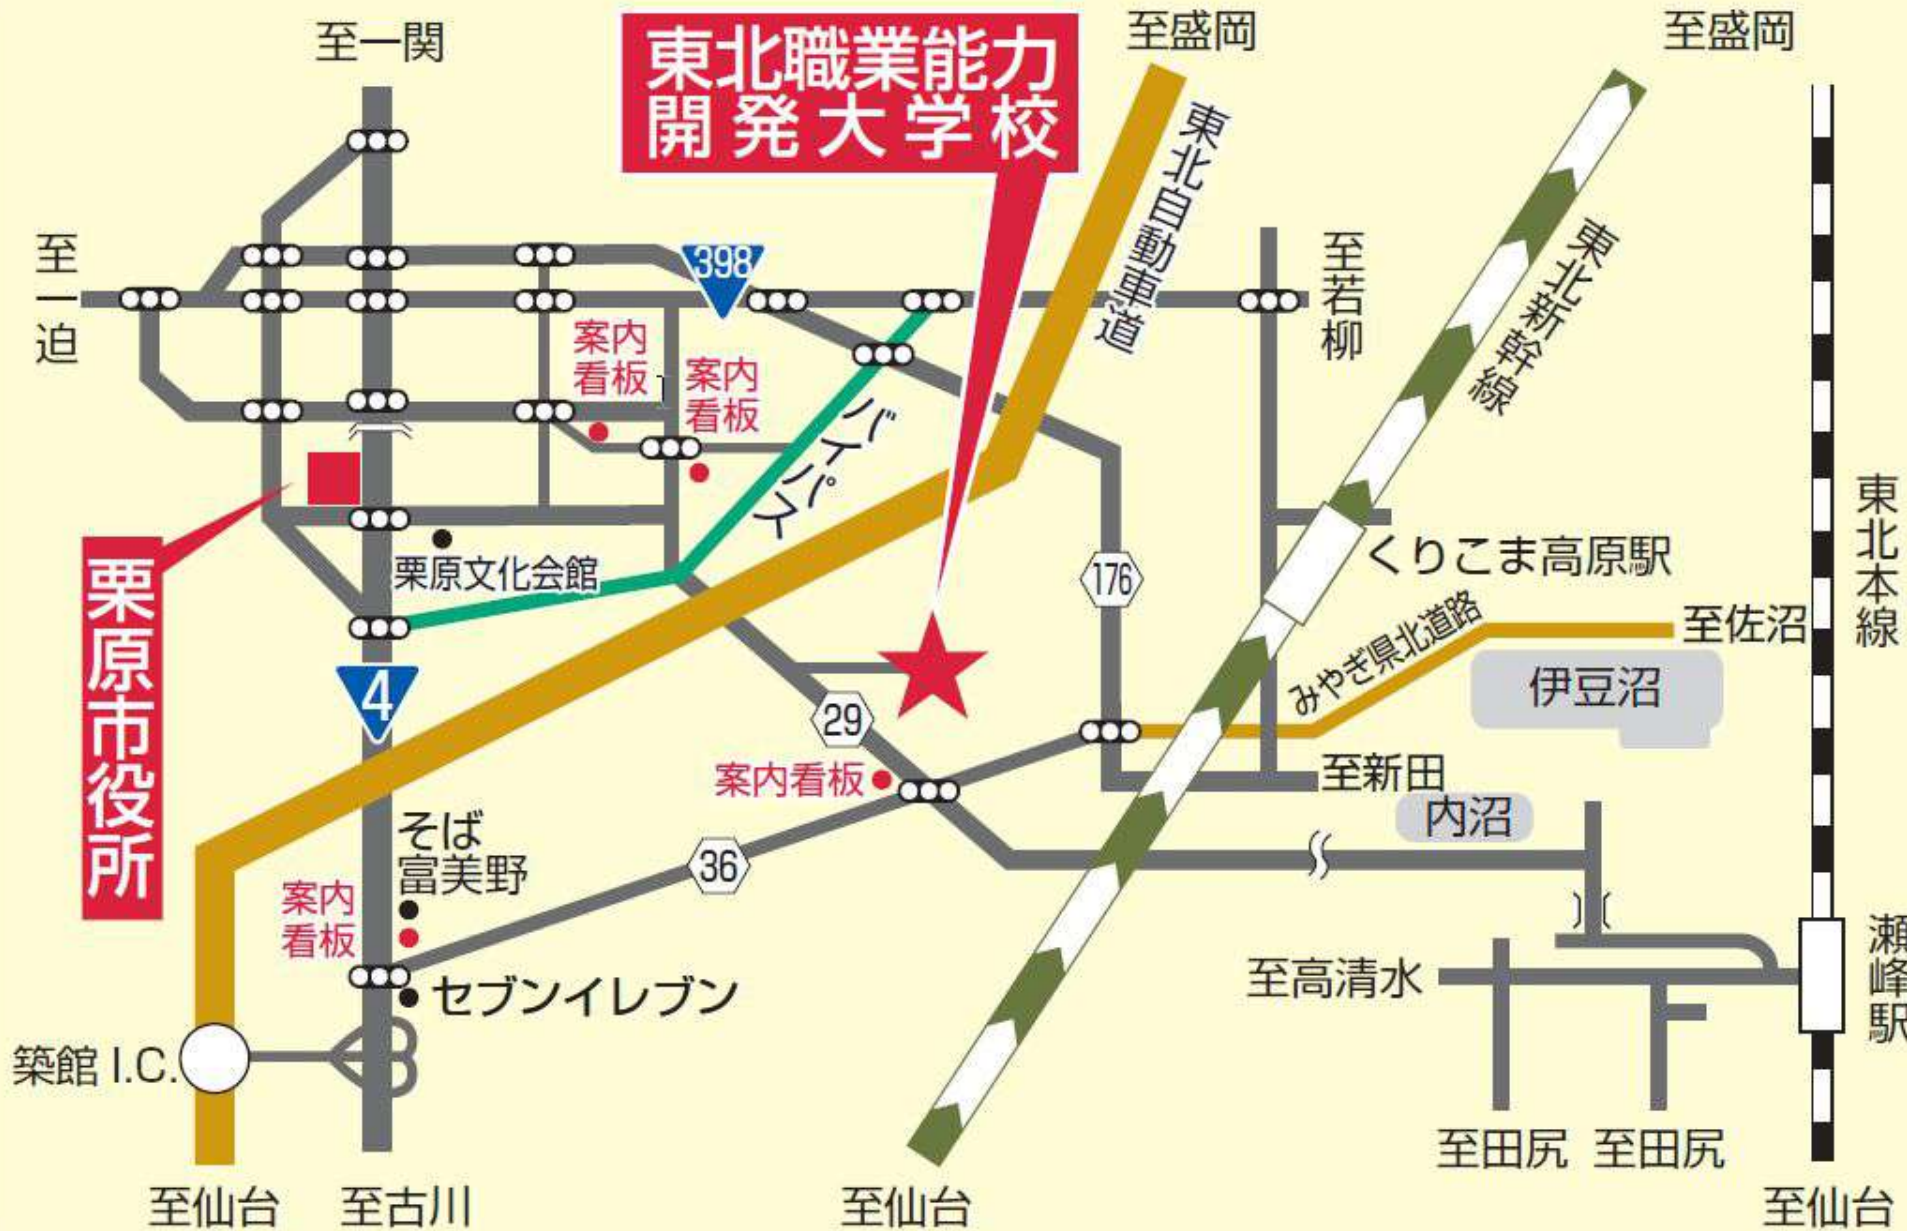 至一関
東北職業能力
開発大学校
至盛岡
至盛岡
東北自動車道
至一迫
398
至若柳
東北新幹線
案内
看板
案内
看板
バイパス
東北本線
栗原市役所
栗原文化会館
176
くりこま高原駅
みやぎ県北道路
至佐沼
伊豆沼
4
29
案内看板
至新田
内沼
そば
富美野
36
案内
看板
セブンイレブン
至高清水
瀬峰駅
築館 I.C.
至田尻
至田尻
至仙台
至古川
至仙台
至仙台